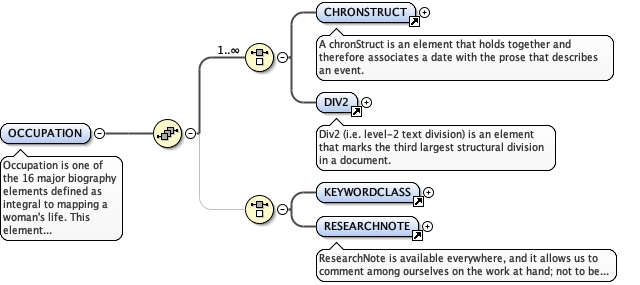 CHRONSTRUCT
A chronStruct is an element that holds together and
therefore associates a date with the prose that describes
an event.
1..∞
DIV2
Div2 (i.e. level-2 text division) is an element
that marks the third largest structural division
in a document.
OCCUPATION
Occupation is one of
the 16 major biography
elements defined as
integral to mapping a
woman's life. This
element...
KEYWORDCLASS
RESEARCHNOTE
ResearchNote is available everywhere, and it allows us to
comment among ourselves on the work at hand; not to be...